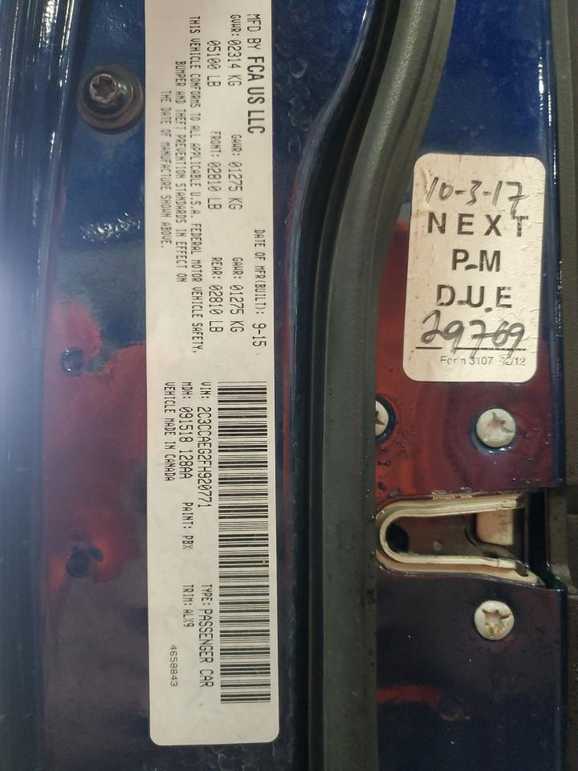 MFD BY FCA US LLC
DATE OF MFR(BUILT): 9-15
GVWR: 02314 KG GAWR: 01275 KG GAWR: 01275 KG
05100 LB FRONT: 02810 LB REAR: 02810 LB
THIS VEHICLE CONFORMS TO ALL APPLICABLE U.S.A. FEDERAL MOTOR VEHICLE SAFETY,
BUMPER AND THEFT PREVENTION STANDARDS IN EFFECT ON
THE DATE OF MANUFACTURE SHOWN ABOVE.
VIN: 2C3CCAEG2FH920771
TYPE: PASSENGER CAR
MDH: 091518 128AA PAINT: PBX TRIM: ALX9
VEHICLE MADE IN CANADA
4658843
10-3-17
NEXT
P-M
D-U-E
29769
Form 3107